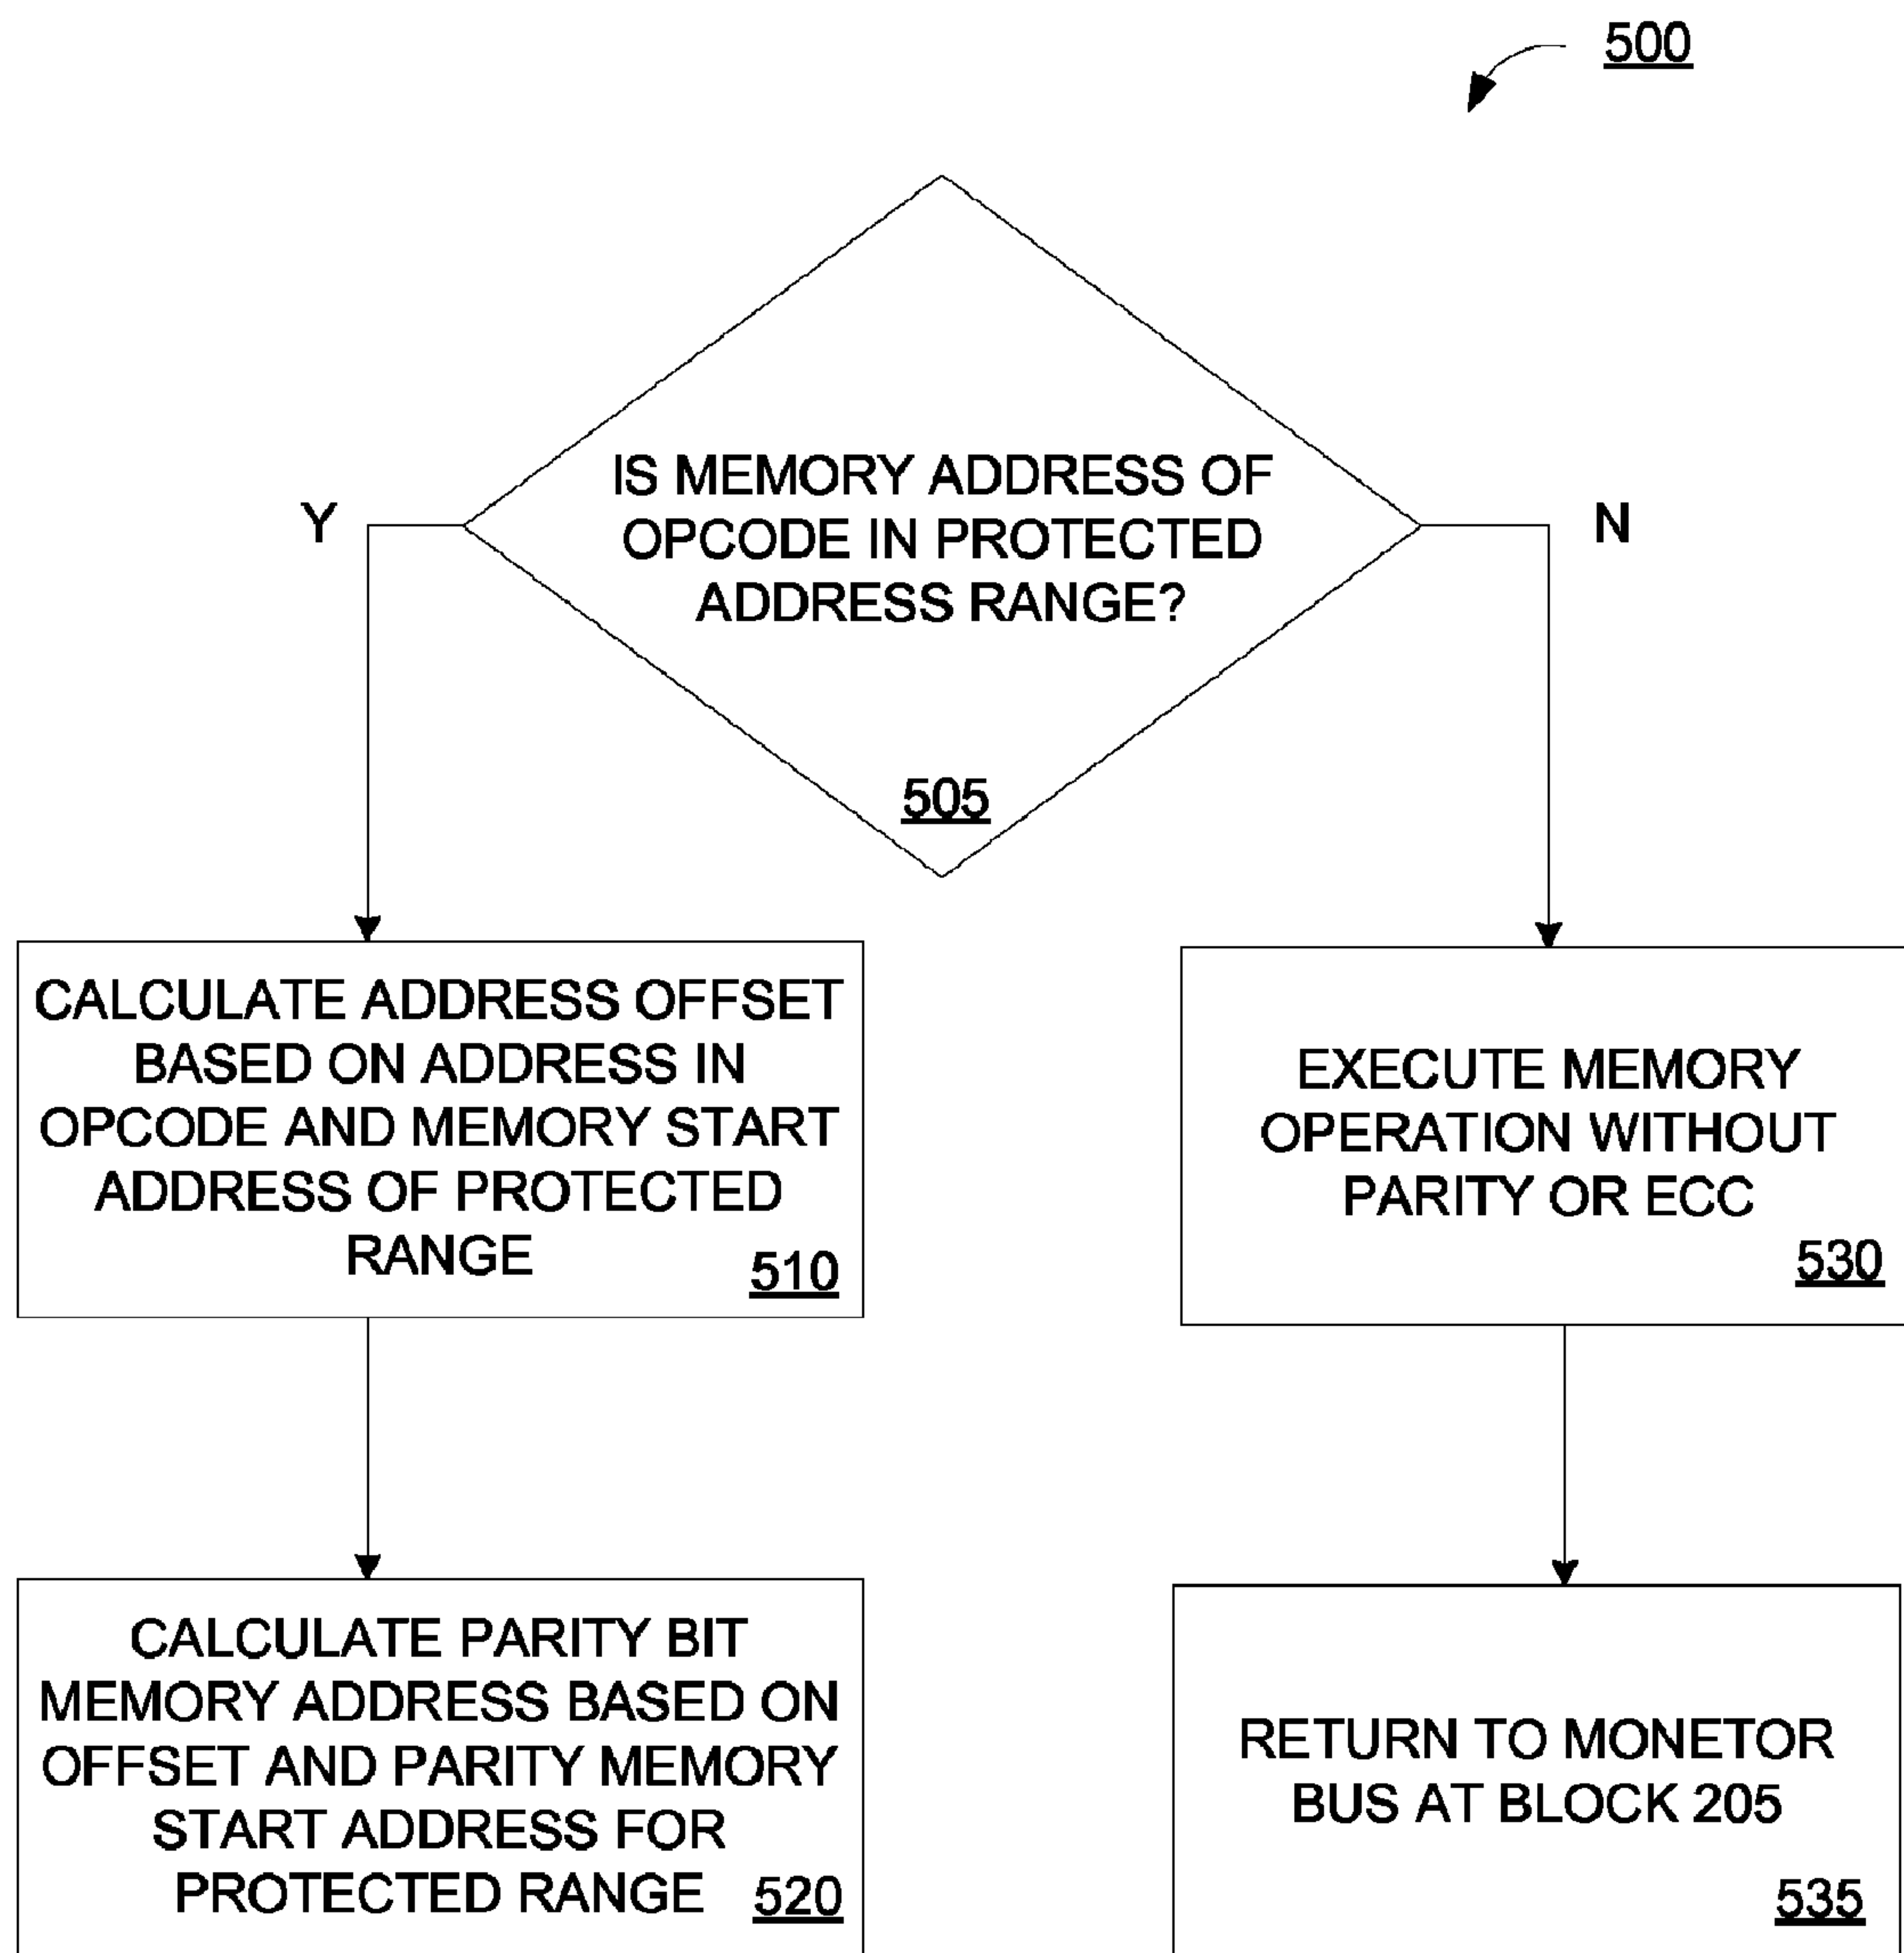 500
IS MEMORY ADDRESS OF
OPCODE IN PROTECTED
ADDRESS RANGE?
505
Y
N
CALCULATE ADDRESS OFFSET
BASED ON ADDRESS IN
OPCODE AND MEMORY START
ADDRESS OF PROTECTED
RANGE
510
EXECUTE MEMORY
OPERATION WITHOUT
PARITY OR ECC
530
CALCULATE PARITY BIT
MEMORY ADDRESS BASED ON
OFFSET AND PARITY MEMORY
START ADDRESS FOR
PROTECTED RANGE
520
RETURN TO MONETOR
BUS AT BLOCK 205
535